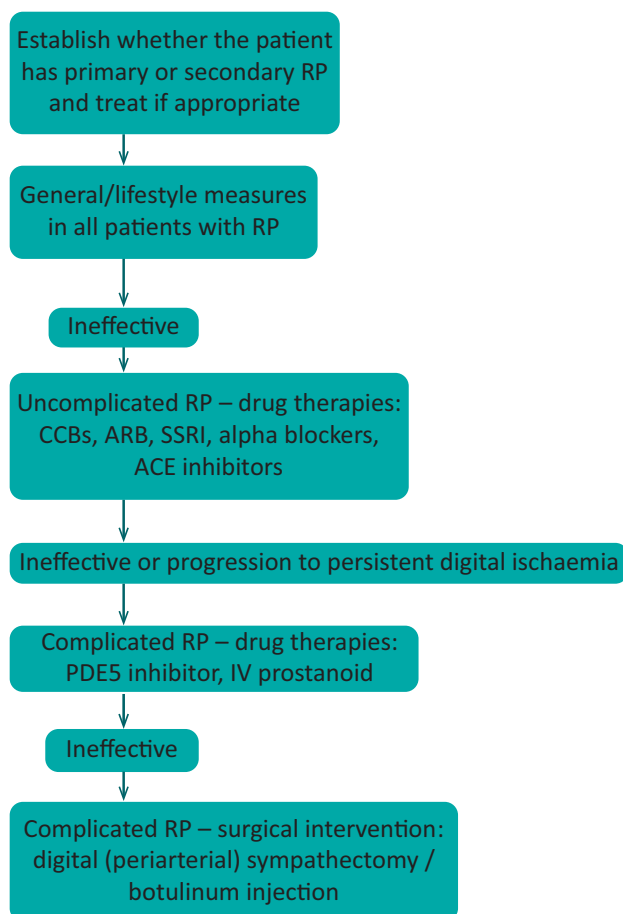 Establish whether the patient
has primary or secondary RP
and treat if appropriate
General/lifestyle measures
in all patients with RP
Ineffective
Uncomplicated RP – drug therapies:
CCBs, ARB, SSRI, alpha blockers,
ACE inhibitors
Ineffective or progression to persistent digital ischaemia
Complicated RP – drug therapies:
PDE5 inhibitor, IV prostanoid
Ineffective
Complicated RP – surgical intervention:
digital (periarterial) sympathectomy /
botulinum injection